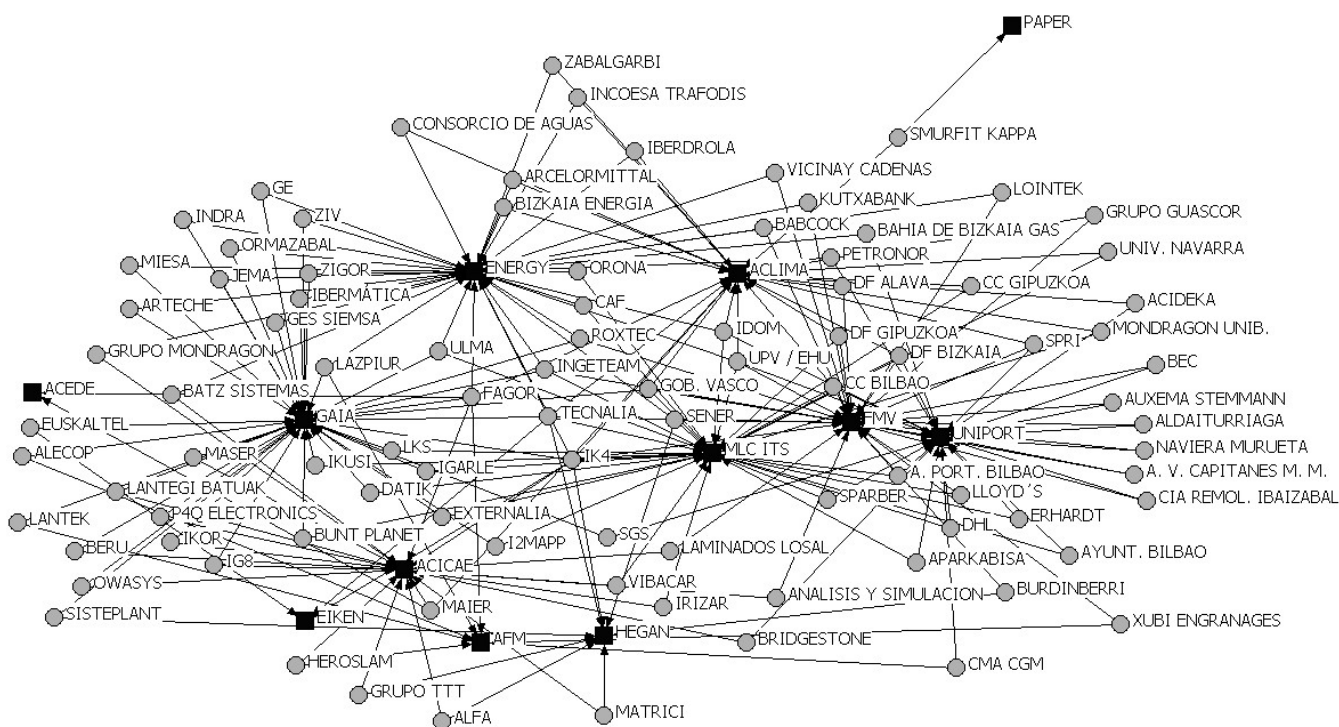 PAPER
ZABALGARBI
INCOESA TRAFODIS
CONSORCIO DE AGUAS
SMURFIT KAPPA
IBERDROLA
ARCELORMITTAL
VICINAY CADENAS
GE
BIZKAIA ENERGIA
KUTXABANK
LOINTEK
INDRA
ZIV
BABCOCK
BAHIA DE BIZKAIA GAS
GRUPO GUASCOR
ORMAZABAL
PETRONOR
UNIV. NAVARRA
MIESA
JEMA
ZIGOR
ENERGY
ORONA
ACLIMA
DF ALAVA
CC GIPUZKOA
ARTECHE
IBERMÁTICA
CAF
ACIDEKA
GES SIEMSA
ROXTEC
IDOM
DF GIPUZKOA
MONDRAGON UNIB.
GRUPO MONDRAGON
LAZPIUR
ULMA
INGETEAM
UPV / EHU
DF BIZKAIA
SPRI
BEC
ACEDE
BATZ SISTEMAS
FAGOR
GOB. VASCO
CC BILBAO
AUXEMA STEMMANN
EUSKALTEL
GAIA
TECNALIA
SENER
FMV
UNIPORT
ALDAITURRIAGA
ALECOP
MASER
IKUSI
LKS
IGARLE
IK4
MLC ITS
A. PORT. BILBAO
NAVIERA MURUETA
LANTEGI BATUAK
DATIK
SPARBER
LLOYD´S
A. V. CAPITANES M. M.
LANTEK
P4Q ELECTRONICS
EXTERNALIA
DHL
ERHARDT
CIA REMOL. IBAIZABAL
BERU
IKOR
BUNT PLANET
I2MAPP
SGS
LAMINADOS LOSAL
APARKABISA
AYUNT. BILBAO
OWASYS
IG8
ACICAE
VIBACAR
ANALISIS Y SIMULACION
BURDINBERRI
SISTEPLANT
EIKEN
MAIER
IRIZAR
AFM
HEGAN
BRIDGESTONE
XUBI ENGRANAGES
HEROSLAM
CMA CGM
GRUPO TTT
ALFA
MATRICI